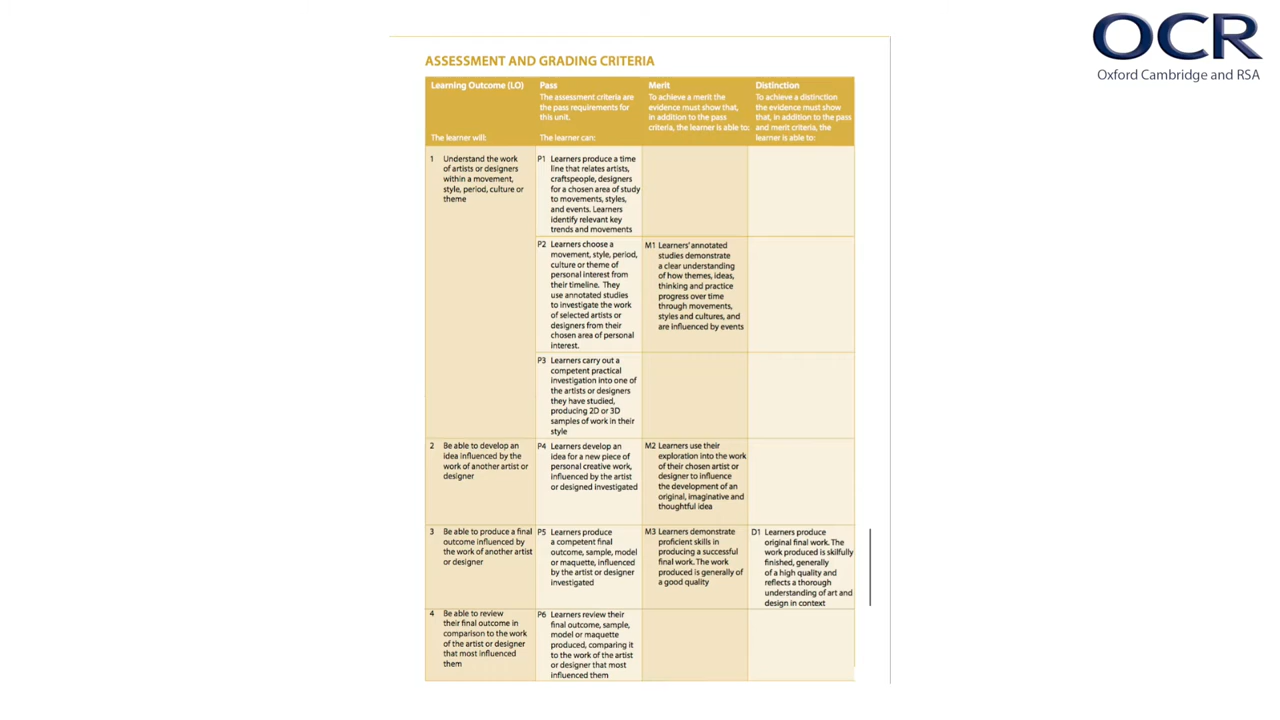 OCR
Oxford Cambridge and RSA
ASSESSMENT AND GRADING CRITERIA
Learning Outcome (LO)
The learner will:
Pass
The assessment criteria are
the pass requirements for
this unit.
The learner can:
Merit
To achieve a merit the
evidence must show that,
in addition to the pass
criteria, the learner is able to:
Distinction
To achieve a distinction
the evidence must show
that, in addition to the pass
and merit criteria, the
learner is able to:
1 Understand the work
of artists or designers
within a movement,
style, period, culture or
theme
P1 Learners produce a time
line that relates artists,
craftspeople, designers
for a chosen area of study
to movements, styles,
and events. Learners
identify relevant key
trends and movements
P2 Learners choose a
movement, style, period,
culture or theme of
personal interest from
their timeline. They
use annotated studies
to investigate the work
of selected artists or
designers from their
chosen area of personal
interest.
M1 Learners' annotated
studies demonstrate
a clear understanding
of how themes, ideas,
thinking and practice
progress over time
through movements,
styles and cultures, and
are influenced by events
P3 Learners carry out a
competent practical
investigation into one of
the artists or designers
they have studied,
producing 2D or 3D
samples of work in their
style
2 Be able to develop an
idea influenced by the
work of another artist or
designer
P4 Learners develop an
idea for a new piece of
personal creative work,
influenced by the artist
or designed investigated
M2 Learners use their
exploration into the work
of their chosen artist or
designer to influence
the development of an
original, imaginative and
thoughtful idea
3 Be able to produce a final
outcome influenced by
the work of another artist
or designer
P5 Learners produce
a competent final
outcome, sample, model
or maquette, influenced
by the artist or designer
investigated
M3 Learners demonstrate
proficient skills in
producing a successful
final work. The work
produced is generally of
a good quality
D1 Learners produce
original final work. The
work produced is skilfully
finished, generally
of a high quality and
reflects a thorough
understanding of art and
design in context
4 Be able to review
their final outcome in
comparison to the work
of the artist or designer
that most influenced
them
P6 Learners review their
final outcome, sample,
model or maquette
produced, comparing it
to the work of the artist
or designer that most
influenced them